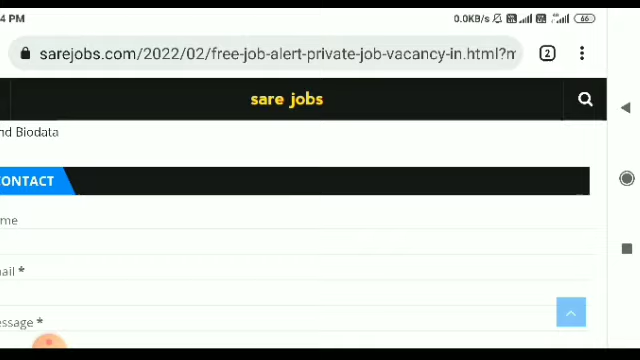 4 PM 0.0KB/s 66
sarejobs.com/2022/02/free-job-alert-private-job-vacancy-in.html?m 2
sare jobs
nd Biodata
CONTACT
me
ail *
essage *